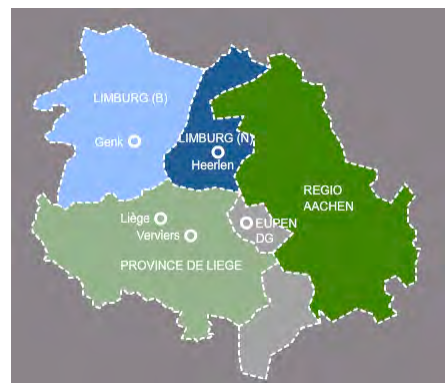 LIMBURG (B)
Genk
LIMBURG (N)
Heerlen
REGIO
AACHEN
Liège
EUPEN
DG
Verviers
PROVINCE DE LIEGE